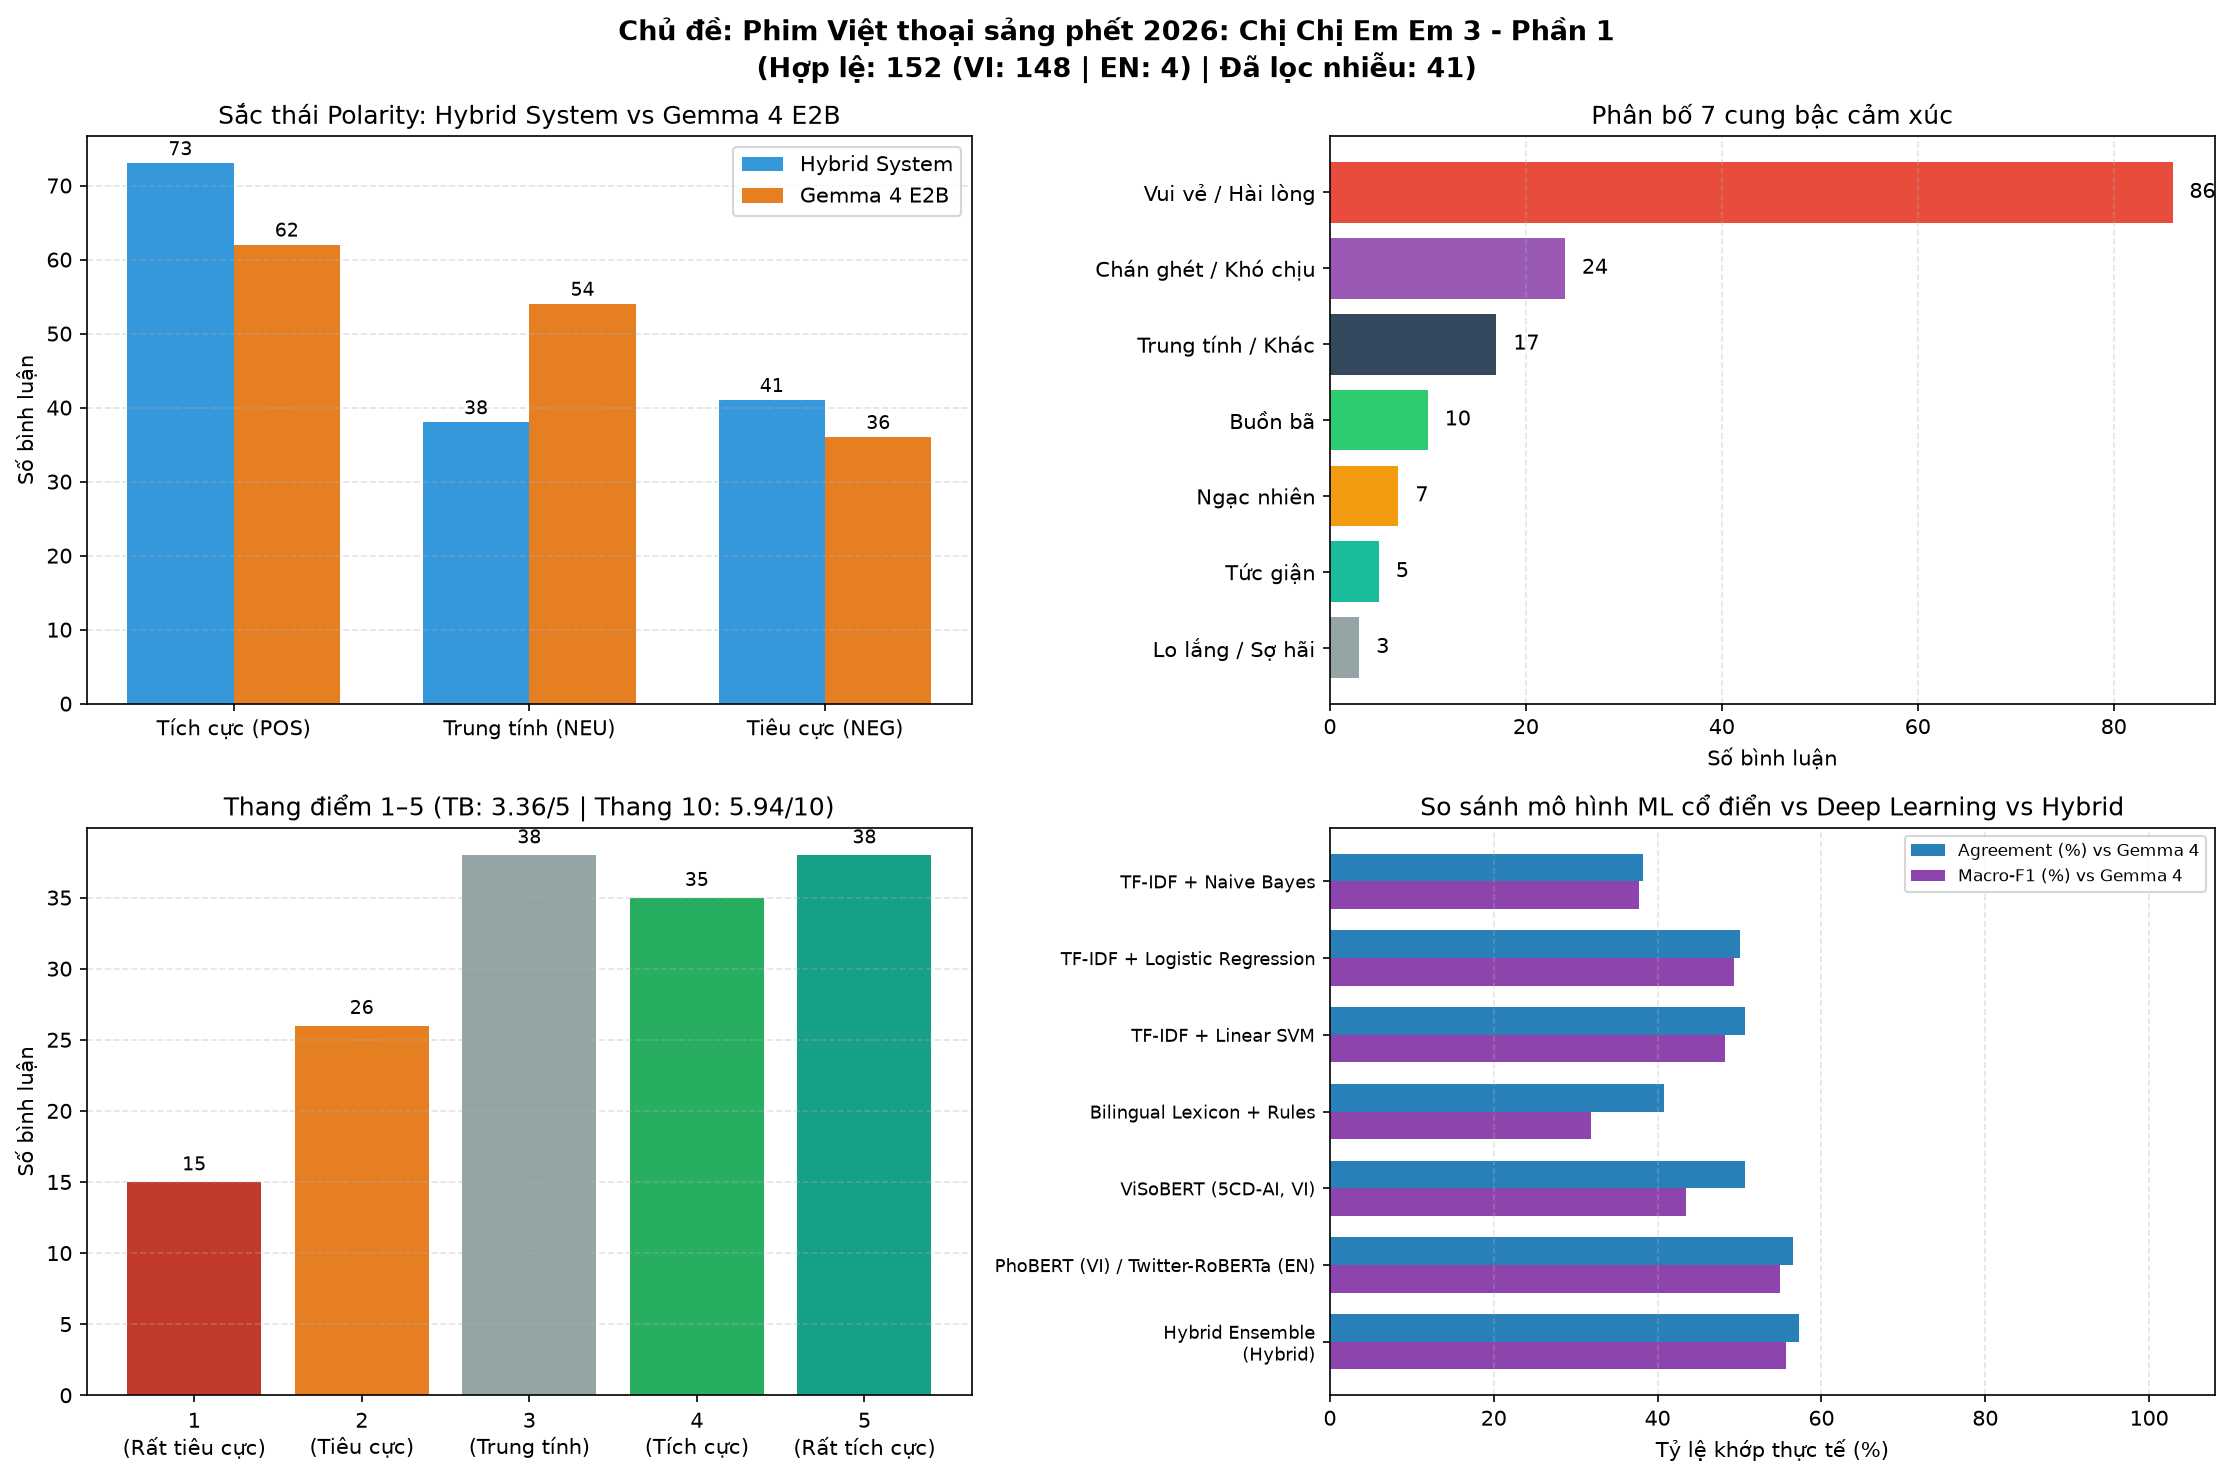 Chủ đề: Phim Việt thoại sảng phết 2026: Chị Chị Em Em 3 - Phần 1
(Hợp lệ: 152 (VI: 148 | EN: 4) | Đã lọc nhiễu: 41)
Sắc thái Polarity: Hybrid System vs Gemma 4 E2B
Số bình luận
70
60
50
40
30
20
10
0
73
62
38
54
41
36
Hybrid System
Gemma 4 E2B
Tích cực (POS)
Trung tính (NEU)
Tiêu cực (NEG)
Phân bố 7 cung bậc cảm xúc
Vui vẻ / Hài lòng
86
Chán ghét / Khó chịu
24
Trung tính / Khác
17
Buồn bã
10
Ngạc nhiên
7
Tức giận
5
Lo lắng / Sợ hãi
3
0
20
40
60
80
Số bình luận
Thang điểm 1–5 (TB: 3.36/5 | Thang 10: 5.94/10)
Số bình luận
35
30
25
20
15
10
5
0
15
26
38
35
38
1
(Rất tiêu cực)
2
(Tiêu cực)
3
(Trung tính)
4
(Tích cực)
5
(Rất tích cực)
So sánh mô hình ML cổ điển vs Deep Learning vs Hybrid
Agreement (%) vs Gemma 4
Macro-F1 (%) vs Gemma 4
TF-IDF + Naive Bayes
TF-IDF + Logistic Regression
TF-IDF + Linear SVM
Bilingual Lexicon + Rules
ViSoBERT (5CD-AI, VI)
PhoBERT (VI) / Twitter-RoBERTa (EN)
Hybrid Ensemble
(Hybrid)
0
20
40
60
80
100
Tỷ lệ khớp thực tế (%)